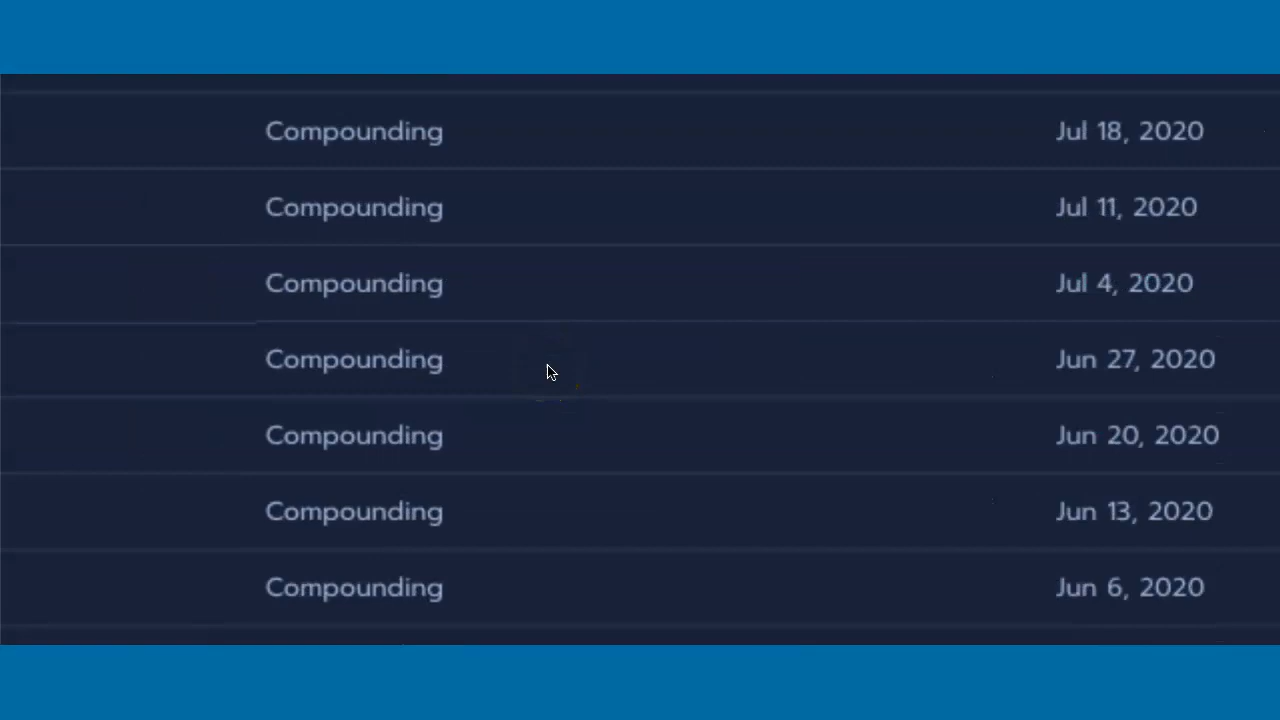 Compounding Jul 18, 2020
Compounding Jul 11, 2020
Compounding Jul 4, 2020
Compounding Jun 27, 2020
Compounding Jun 20, 2020
Compounding Jun 13, 2020
Compounding Jun 6, 2020